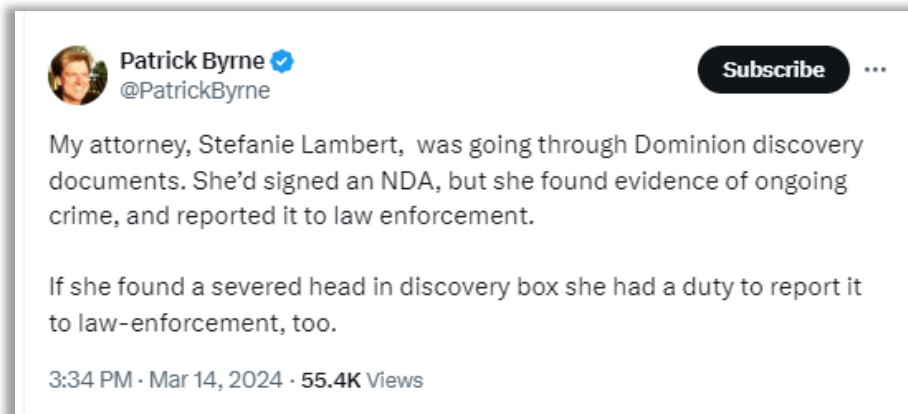 Patrick Byrne
@PatrickByrne
Subscribe
My attorney, Stefanie Lambert,  was going through Dominion discovery
documents. She’d signed an NDA, but she found evidence of ongoing
crime, and reported it to law enforcement.
If she found a severed head in discovery box she had a duty to report it
to law-enforcement, too.
3:34 PM · Mar 14, 2024 · 55.4K Views